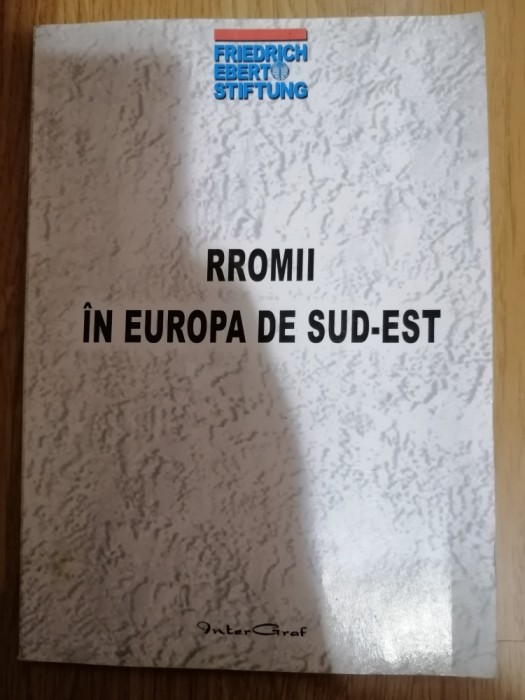 FRIEDRICH
EBERT
STIFTUNG
RROMII
ÎN EUROPA DE SUD-EST
InterGraf